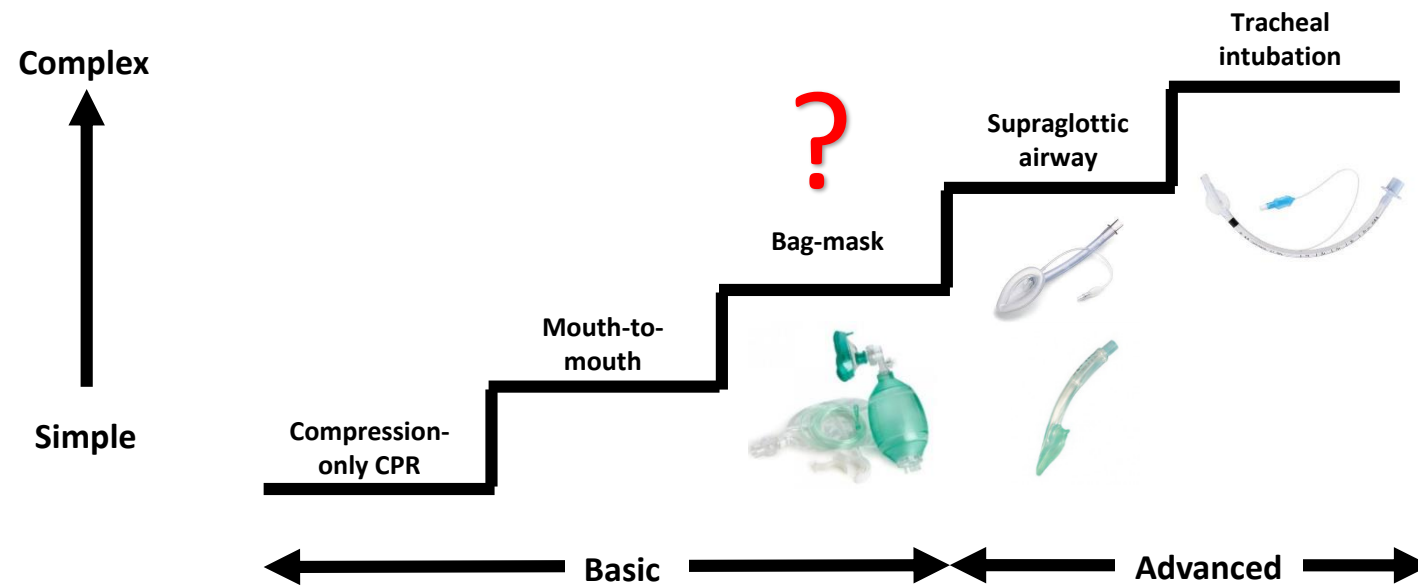 Tracheal
intubation
Complex
?
Supraglottic
airway
Bag-mask
Mouth-to-
mouth
Simple
Compression-
only CPR
Basic
Advanced